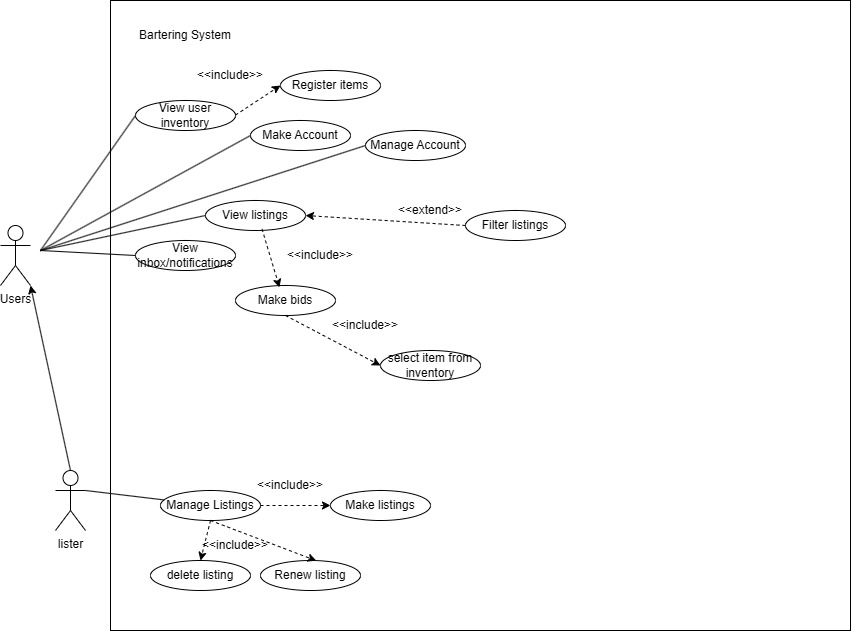 Bartering System
<<include>>
Register items
View user
inventory
Make Account
Manage Account
View listings
<<extend>>
Filter listings
View
inbox/notifications
<<include>>
Users
Make bids
<<include>>
select item from
inventory
<<include>>
Manage Listings
Make listings
lister
<<include>>
delete listing
Renew listing